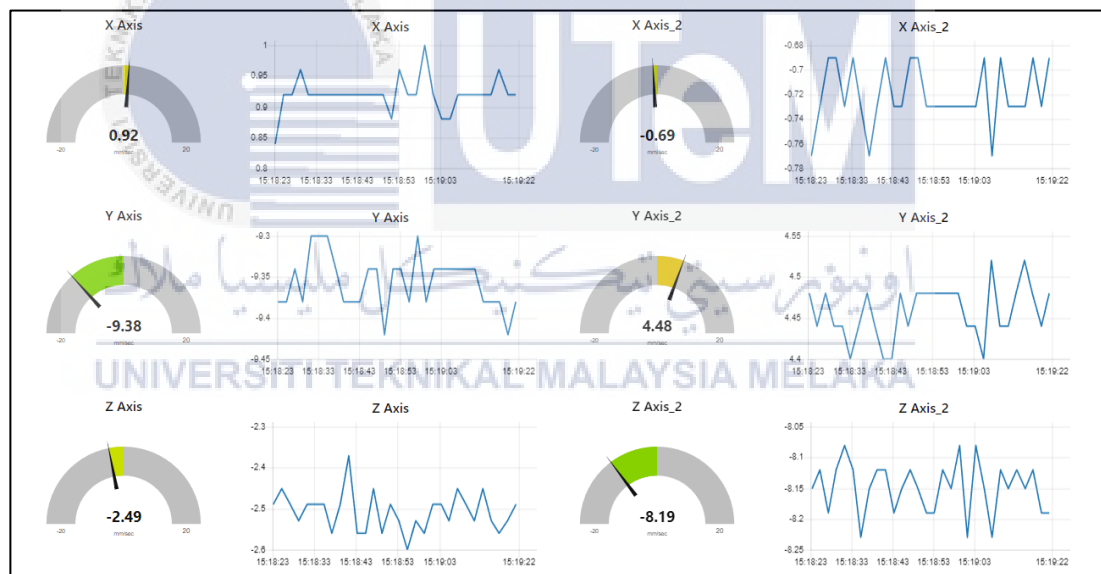 X Axis
X Axis
X Axis_2
X Axis_2
0.92
mm/sec
-20
20
1
0.95
0.9
0.85
0.8
15:18:23 15:18:33 15:18:43 15:18:53 15:19:03 15:19:22
-0.69
mm/sec
-20
20
-0.68
-0.7
-0.72
-0.74
-0.76
-0.78
15:18:23 15:18:33 15:18:43 15:18:53 15:19:03 15:19:22
Y Axis
Y Axis
Y Axis_2
Y Axis_2
-9.38
mm/sec
-20
20
-9.3
-9.35
-9.4
-9.45
15:18:23 15:18:33 15:18:43 15:18:53 15:19:03 15:19:22
4.48
mm/sec
-20
20
4.55
4.5
4.45
4.4
15:18:23 15:18:33 15:18:43 15:18:53 15:19:03 15:19:22
Z Axis
Z Axis
Z Axis_2
Z Axis_2
-2.49
mm/sec
-20
20
-2.3
-2.4
-2.5
-2.6
15:18:23 15:18:33 15:18:43 15:18:53 15:19:03 15:19:22
-8.19
mm/sec
-20
20
-8.05
-8.1
-8.15
-8.2
-8.25
15:18:23 15:18:33 15:18:43 15:18:53 15:19:03 15:19:22
UTeM
اونيۏرسيتي تيكنيكل مليسيا ملاك
UNIVERSITI TEKNIKAL MALAYSIA MELAKA